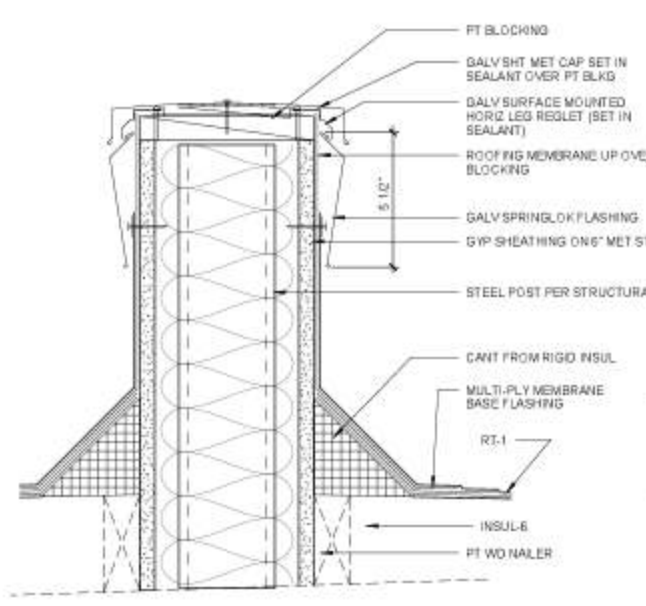 PT BLOCKING
GALV SHT MET CAP SET IN
SEALANT OVER PT BLKG
GALV SURFACE MOUNTED
HORIZ LEG REGLET (SET IN
SEALANT)
ROOFING MEMBRANE UP OVE
BLOCKING
5 1/2"
GALV SPRINGLOK FLASHING
GYP SHEATHING ON 6" MET S
STEEL POST PER STRUCTURA
CANT FROM RIGID INSUL
MULTI-PLY MEMBRANE
BASE FLASHING
RT-1
INSUL-6
PT WD NAILER